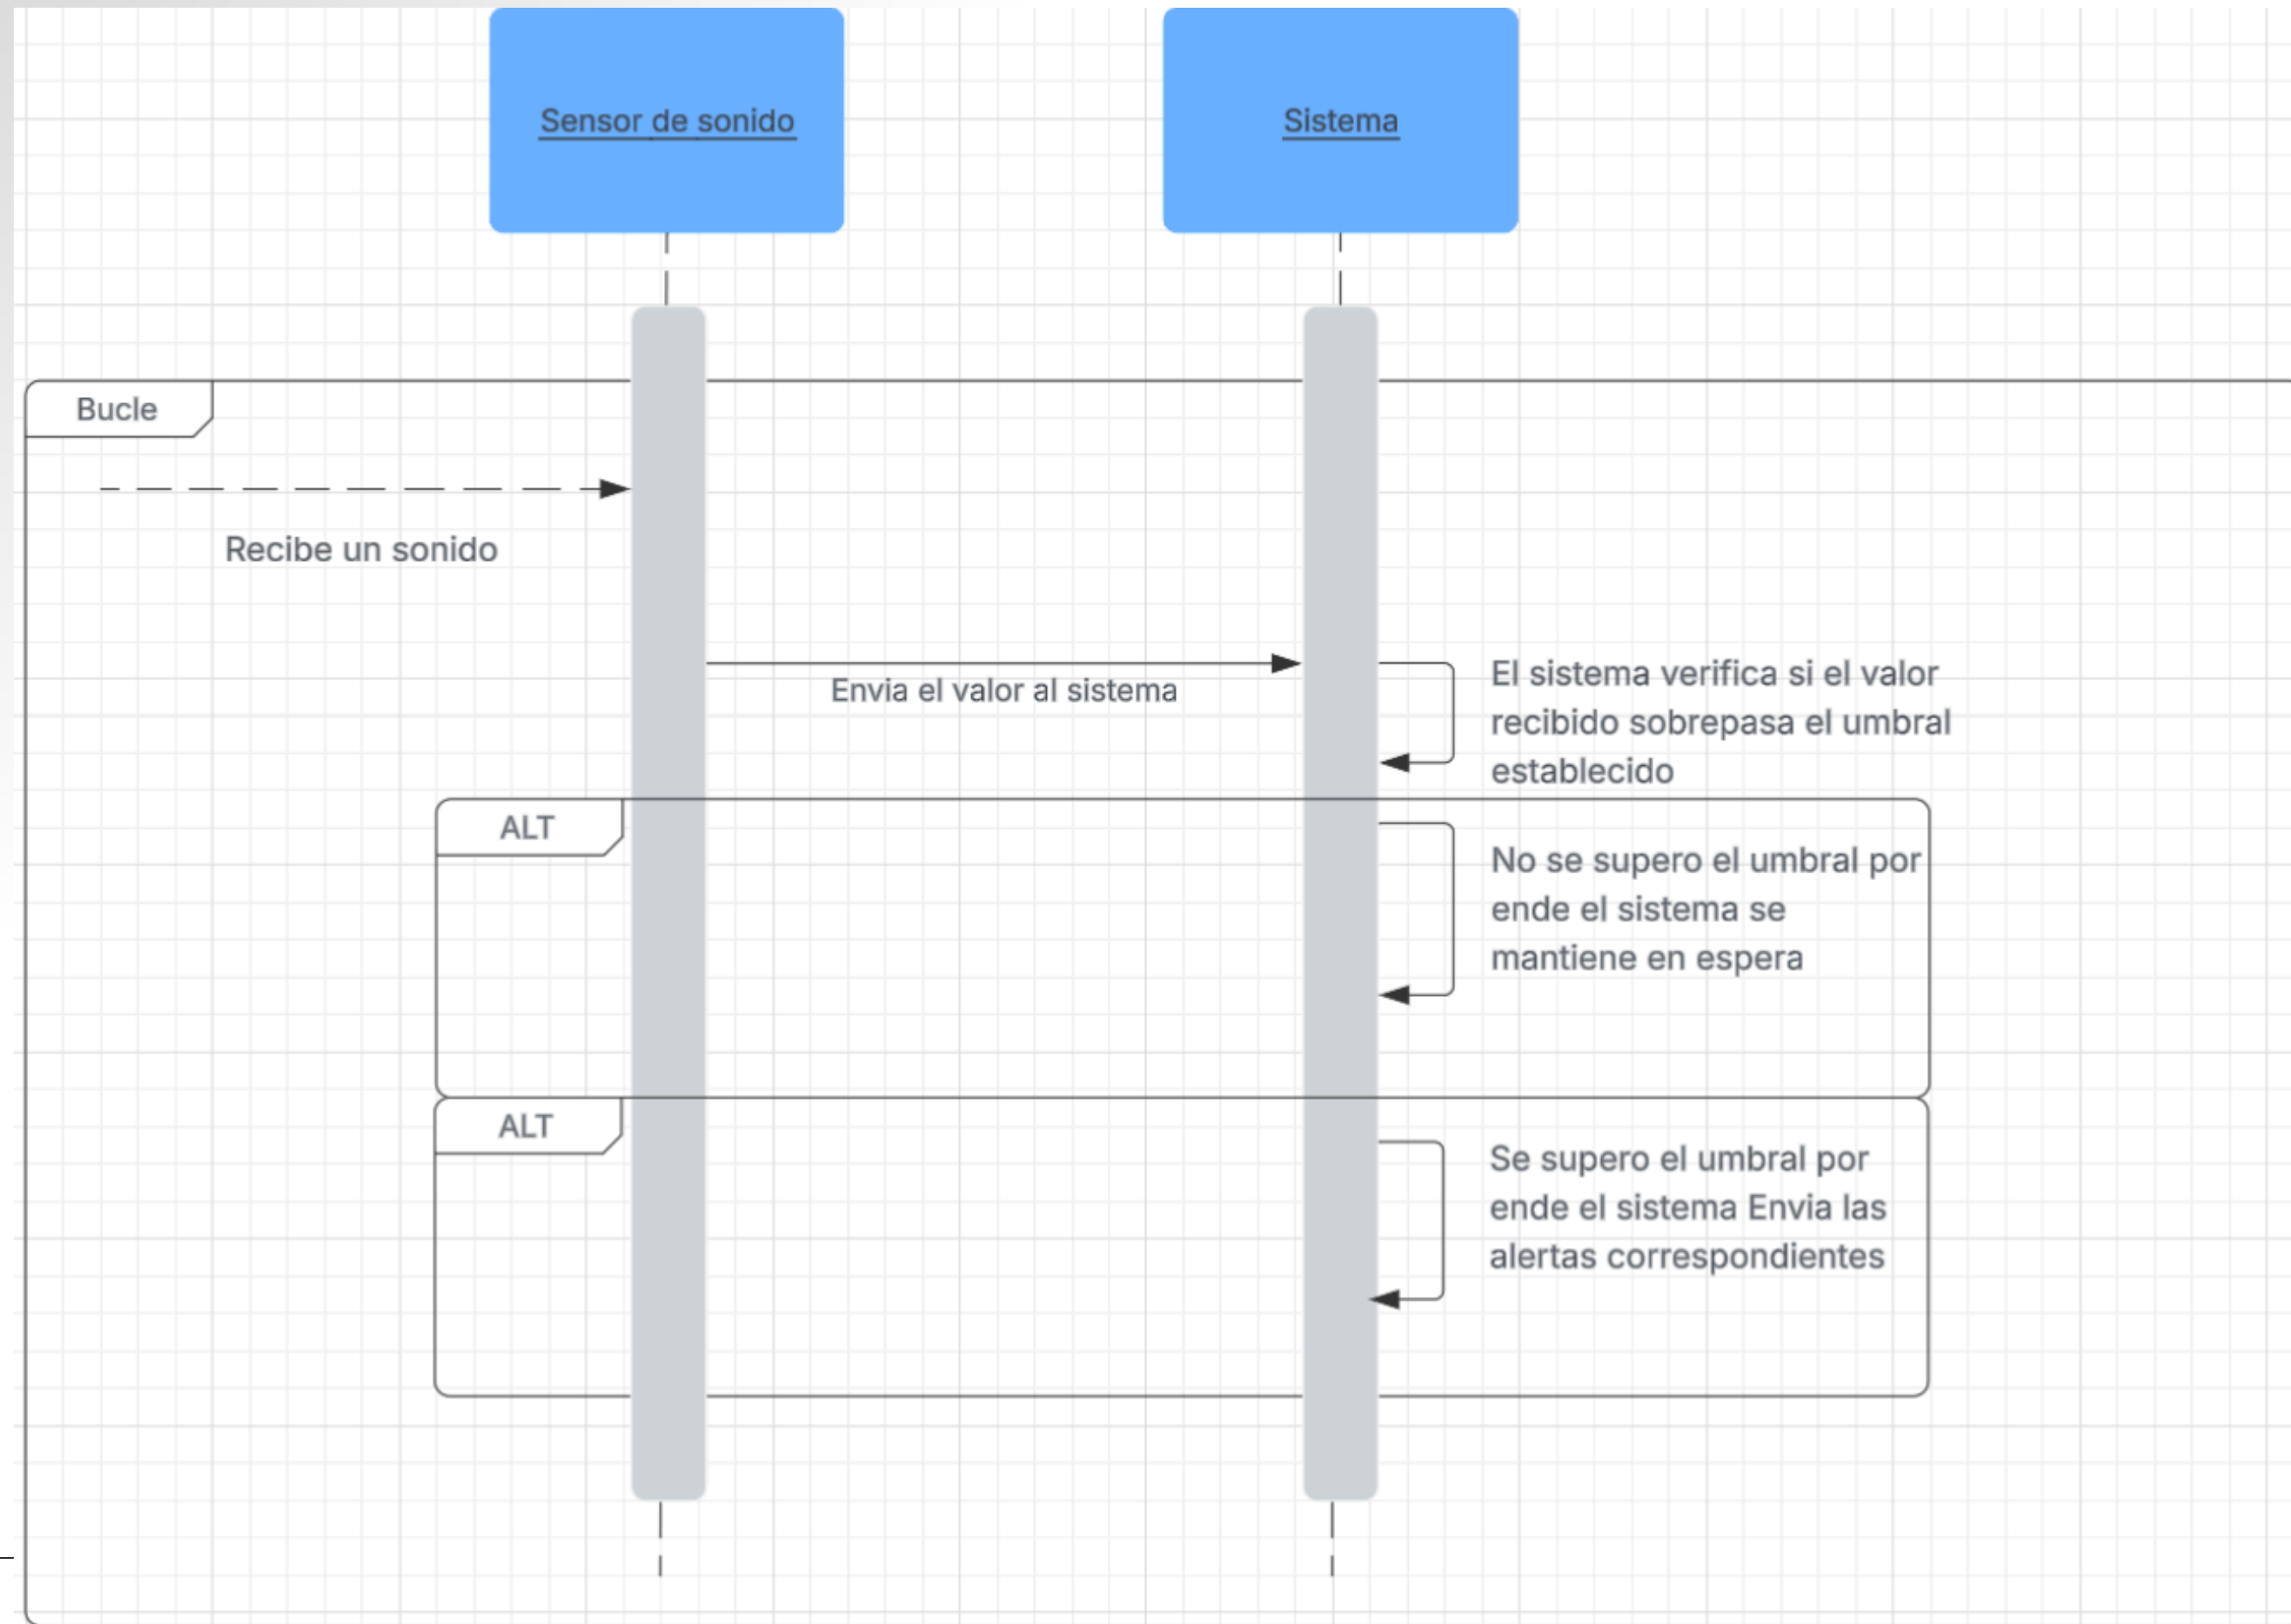 Sensor de sonido
Sistema
Bucle
Recibe un sonido
Envia el valor al sistema
El sistema verifica si el valor
recibido sobrepasa el umbral
establecido
ALT
No se supero el umbral por
ende el sistema se
mantiene en espera
ALT
Se supero el umbral por
ende el sistema Envia las
alertas correspondientes